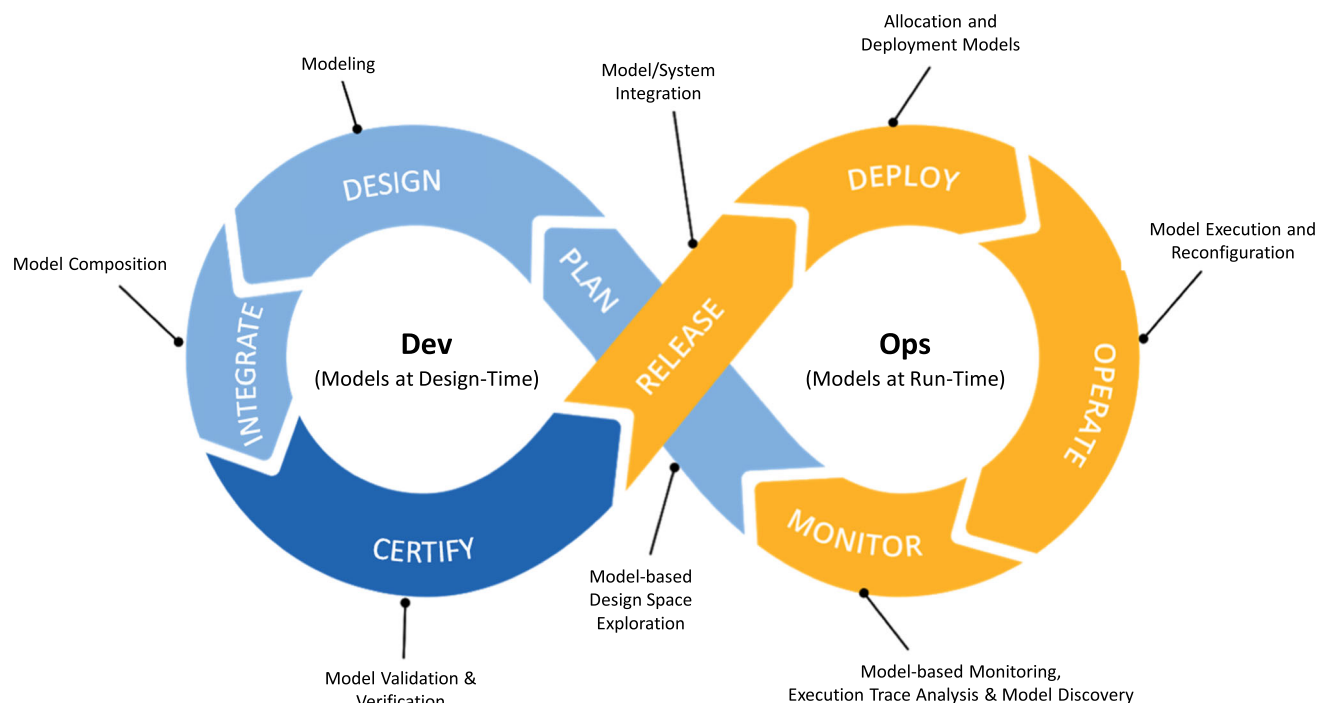 Allocation and
Deployment Models
Modeling
Model/System
Integration
DESIGN
DEPLOY
Model Execution and
Reconfiguration
Model Composition
PLAN
INTEGRATE
RELEASE
Dev
(Models at Design-Time)
Ops
(Models at Run-Time)
OPERATE
CERTIFY
MONITOR
Model-based
Design Space
Exploration
Model Validation &
Verification
Model-based Monitoring,
Execution Trace Analysis & Model Discovery